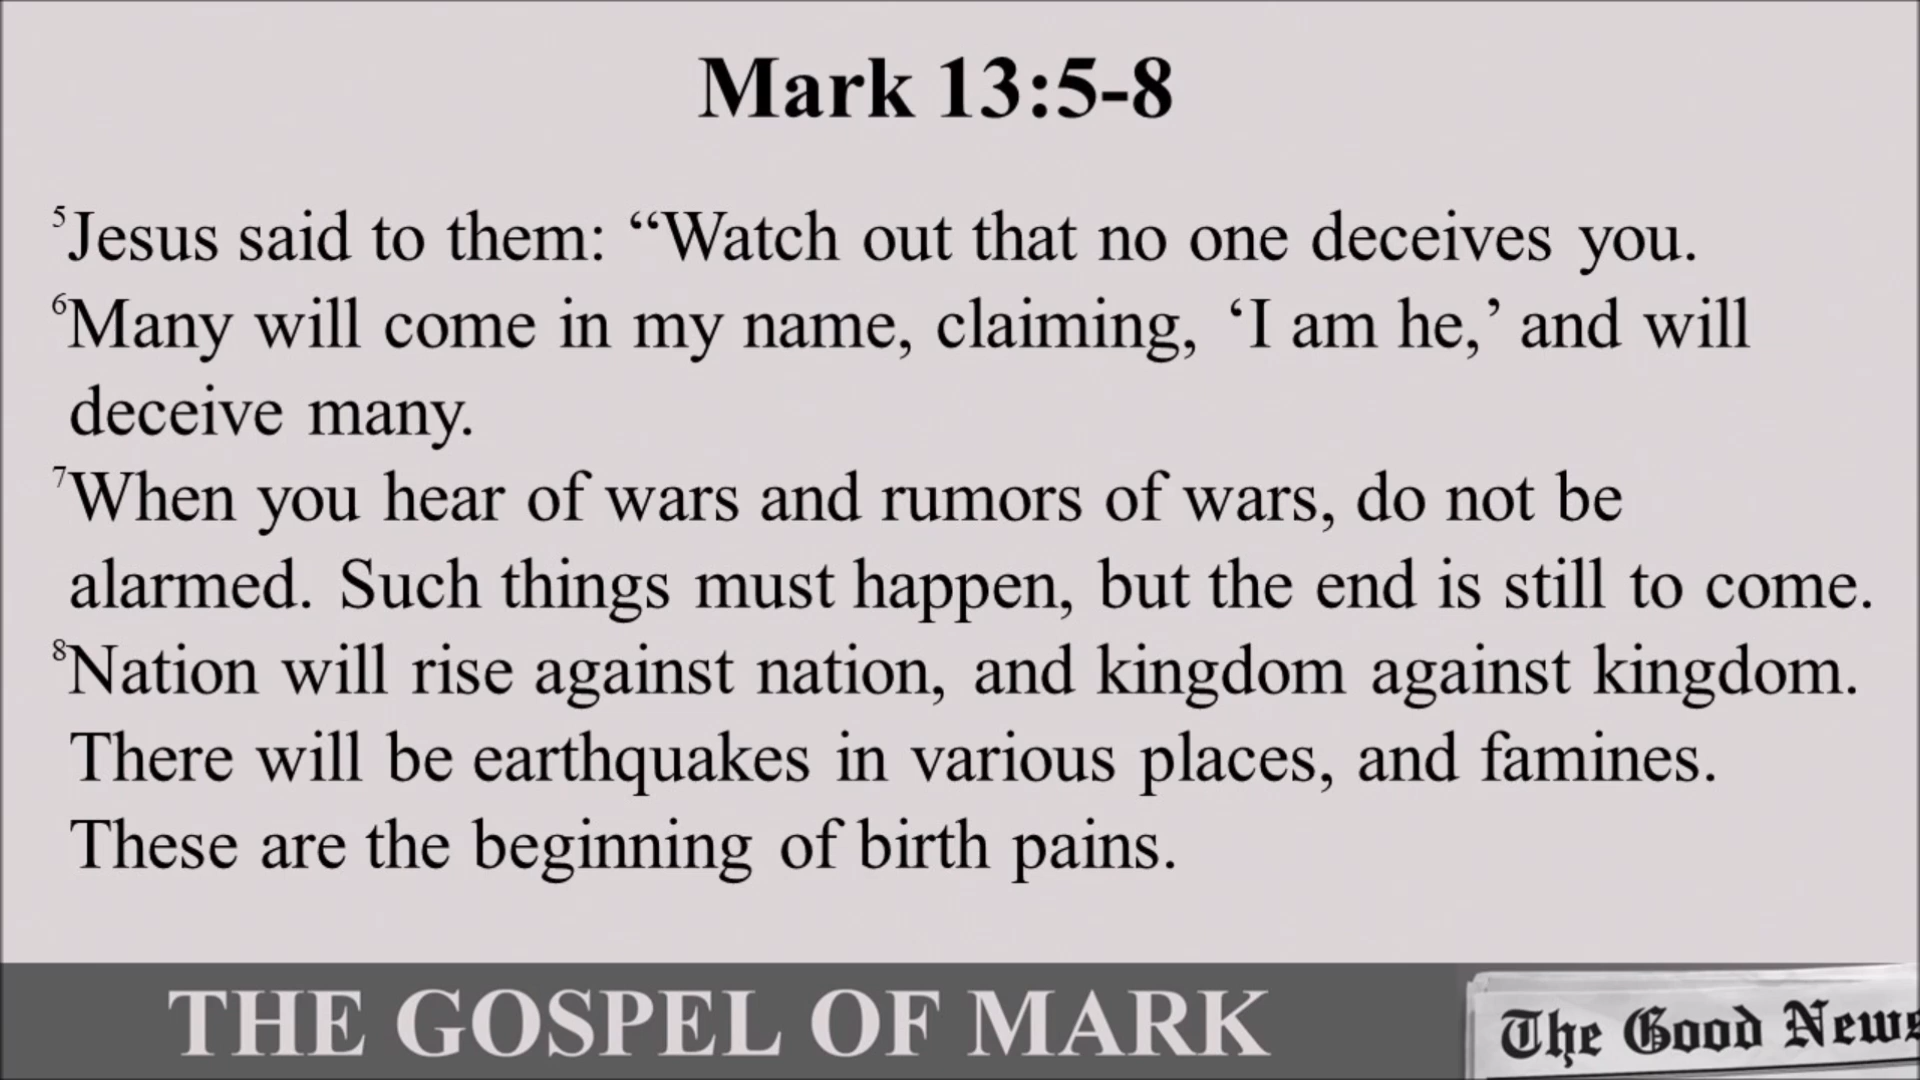 Mark 13:5-8
⁵Jesus said to them: “Watch out that no one deceives you.
⁶Many will come in my name, claiming, ‘I am he,’ and will
deceive many.
⁷When you hear of wars and rumors of wars, do not be
alarmed. Such things must happen, but the end is still to come.
⁸Nation will rise against nation, and kingdom against kingdom.
There will be earthquakes in various places, and famines.
These are the beginning of birth pains.
THE GOSPEL OF MARK
The Good News